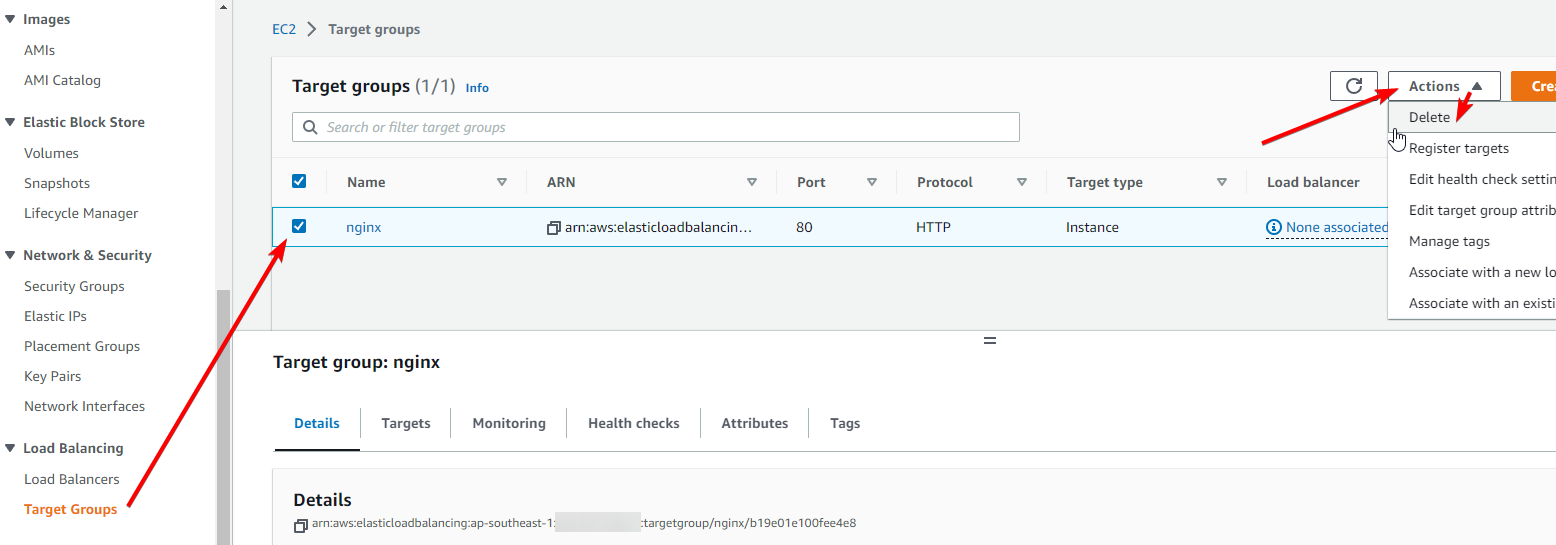 Images
AMIs
AMI Catalog
Elastic Block Store
Volumes
Snapshots
Lifecycle Manager
Network & Security
Security Groups
Elastic IPs
Placement Groups
Key Pairs
Network Interfaces
Load Balancing
Load Balancers
Target Groups
EC2 > Target groups
Target groups (1/1) Info
Actions
Crea
Search or filter target groups
Delete
Register targets
Edit health check settin
Edit target group attrib
Manage tags
Associate with a new lo
Associate with an existi
Name ARN Port Protocol Target type Load balancer
nginx arn:aws:elasticloadbalancin… 80 HTTP Instance None associated
Target group: nginx
Details Targets Monitoring Health checks Attributes Tags
Details
arn:aws:elasticloadbalancing:ap-southeast-1: :targetgroup/nginx/b19e01e100fee4e8